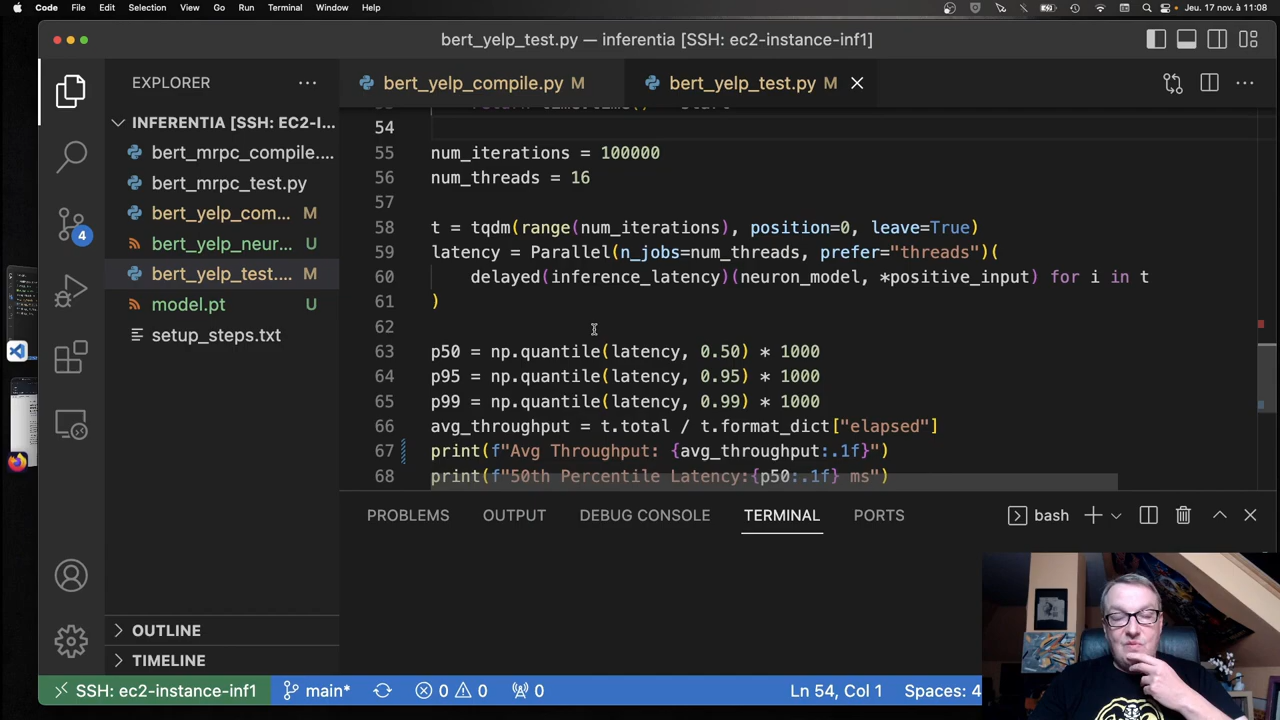 Code File Edit Selection View Go Run Terminal Window Help Jeu. 17 nov. à 11:08
bert_yelp_test.py — inferentia [SSH: ec2-instance-inf1]
EXPLORER
bert_yelp_compile.py M
bert_yelp_test.py M
INFERENTIA [SSH: EC2-I...
bert_mrpc_compile....
bert_mrpc_test.py
bert_yelp_com... M
bert_yelp_neur... U
bert_yelp_test.... M
model.pt U
setup_steps.txt
OUTLINE
TIMELINE
4
54
55 num_iterations = 100000
56 num_threads = 16
57
58 t = tqdm(range(num_iterations), position=0, leave=True)
59 latency = Parallel(n_jobs=num_threads, prefer="threads")(
60 delayed(inference_latency)(neuron_model, *positive_input) for i in t
61 )
62
63 p50 = np.quantile(latency, 0.50) * 1000
64 p95 = np.quantile(latency, 0.95) * 1000
65 p99 = np.quantile(latency, 0.99) * 1000
66 avg_throughput = t.total / t.format_dict["elapsed"]
67 print(f"Avg Throughput: {avg_throughput:.1f}")
68 print(f"50th Percentile Latency:{p50:.1f} ms")
PROBLEMS OUTPUT DEBUG CONSOLE TERMINAL PORTS bash
SSH: ec2-instance-inf1 main* 0 0 0 Ln 54, Col 1 Spaces: 4